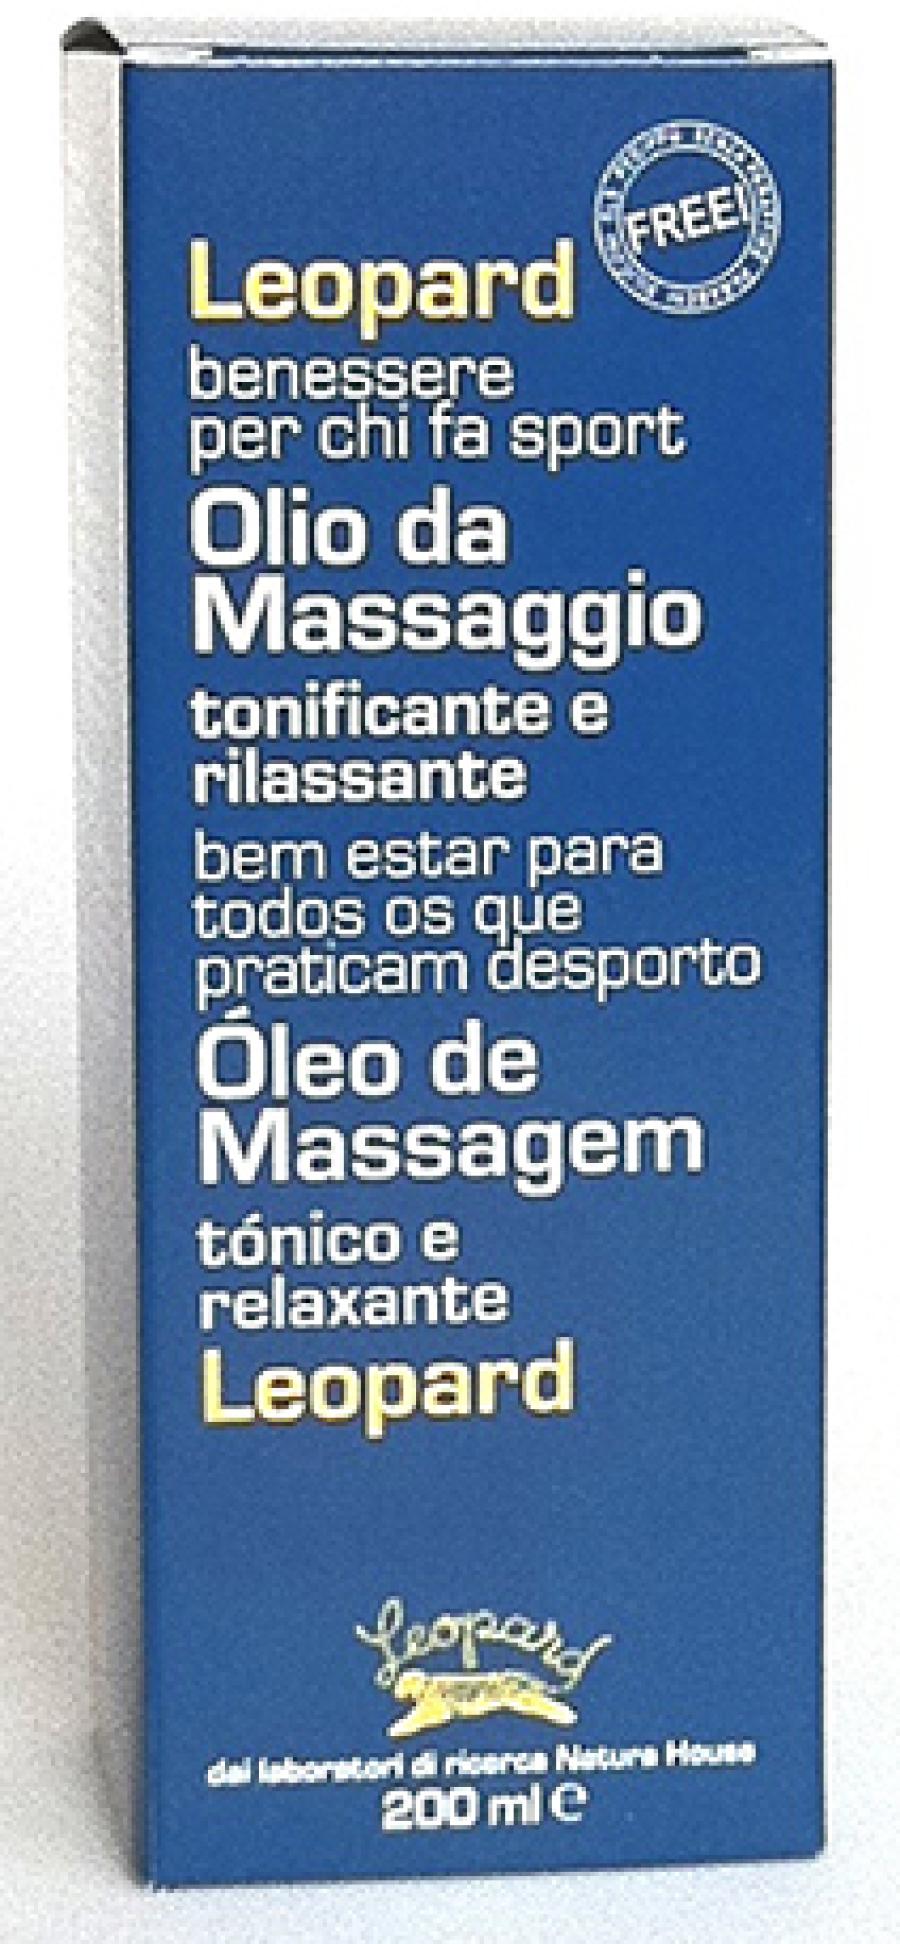 FREE!
Leopard
benessere
per chi fa sport
Olio da
Massaggio
tonificante e
rilassante
bem estar para
todos os que
praticam desporto
Óleo de
Massagem
tónico e
relaxante
Leopard
Leopard
dai laboratori di ricerca Natura House
200 ml e